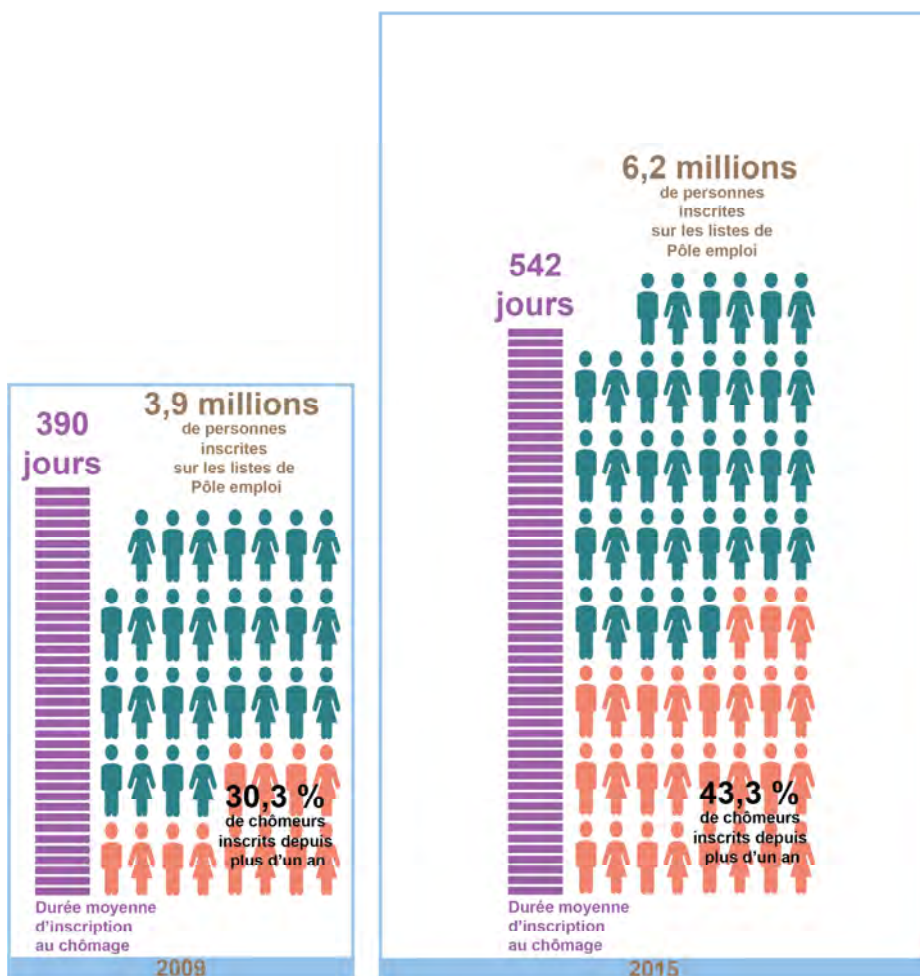 3,9 millions
de personnes
inscrites
sur les listes de
Pôle emploi
390
jours
30,3 %
de chômeurs
inscrits depuis
plus d'un an
Durée moyenne
d'inscription
au chômage
2009
6,2 millions
de personnes
inscrites
sur les listes de
Pôle emploi
542
jours
43,3 %
de chômeurs
inscrits depuis
plus d'un an
Durée moyenne
d'inscription
au chômage
2015